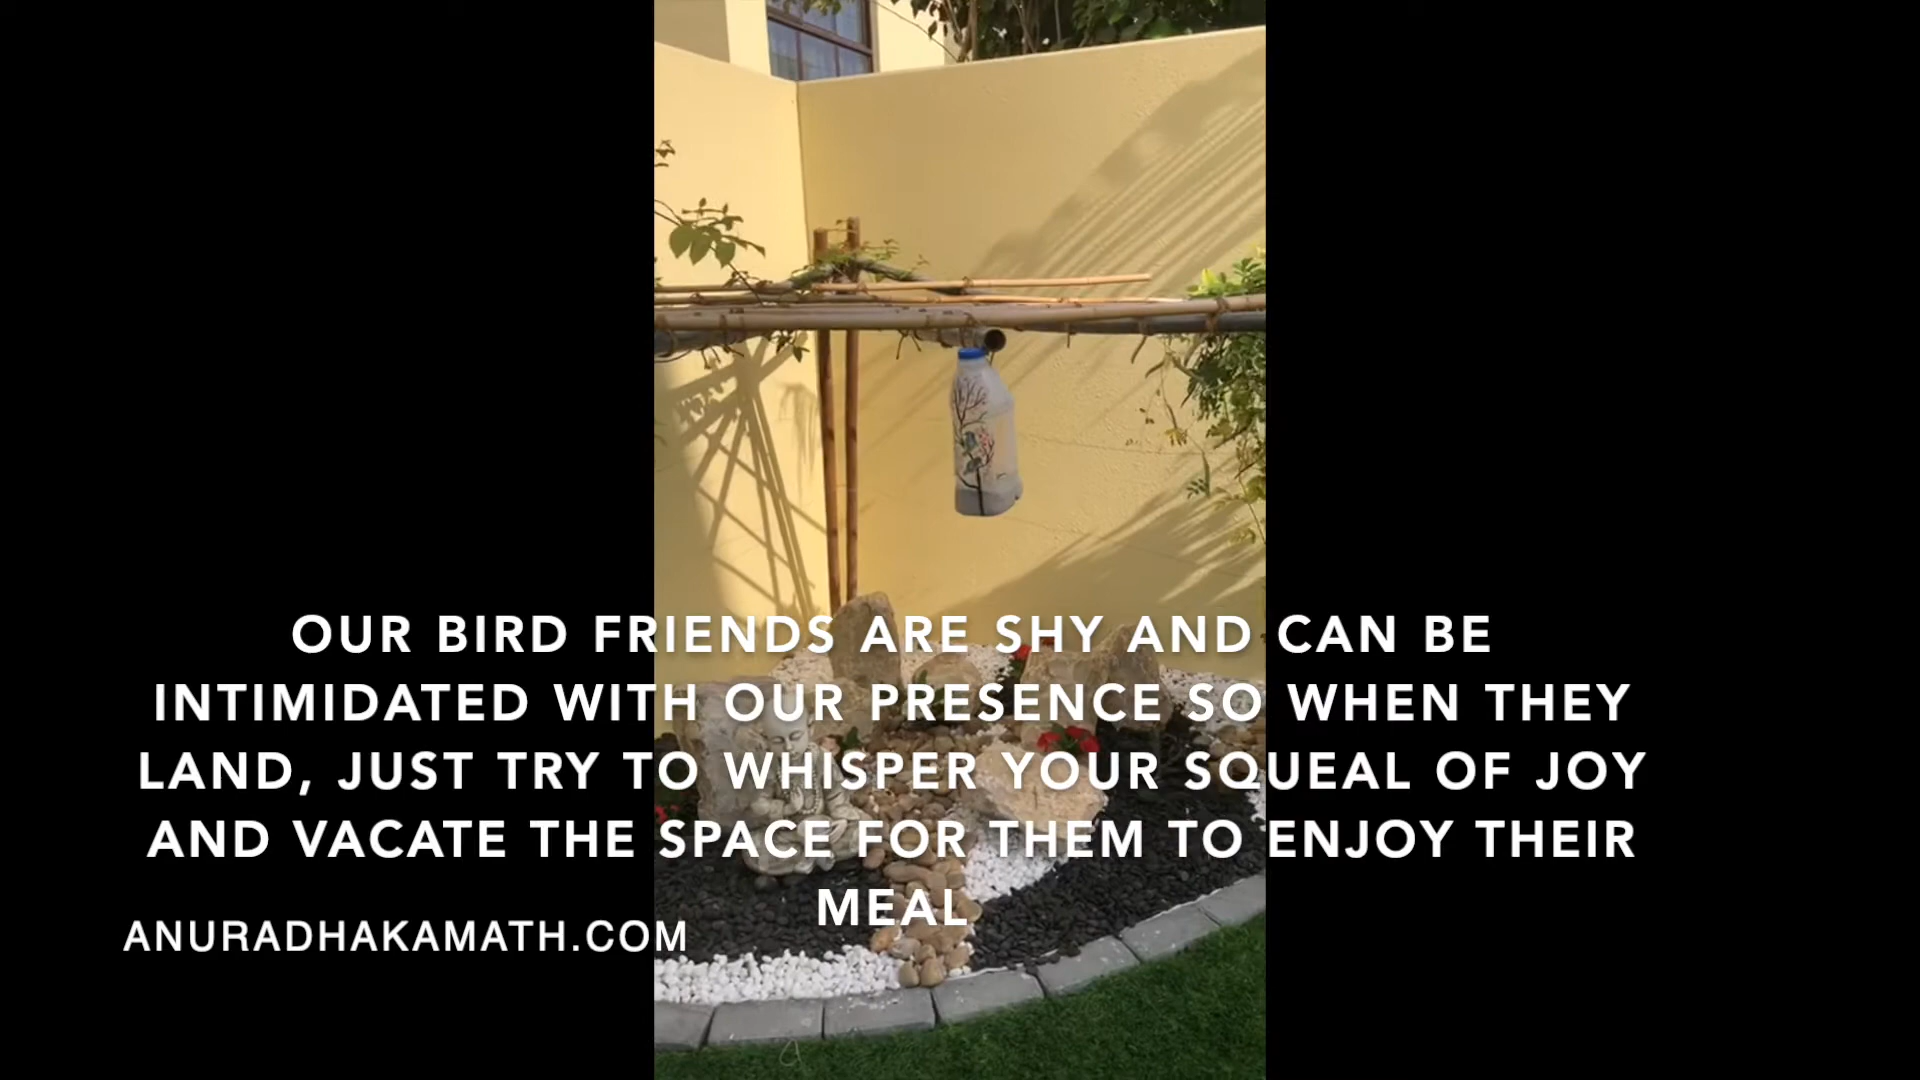 OUR BIRD FRIENDS ARE SHY AND CAN BE
INTIMIDATED WITH OUR PRESENCE SO WHEN THEY
LAND, JUST TRY TO WHISPER YOUR SQUEAL OF JOY
AND VACATE THE SPACE FOR THEM TO ENJOY THEIR
MEAL
ANURADHAKAMATH.COM